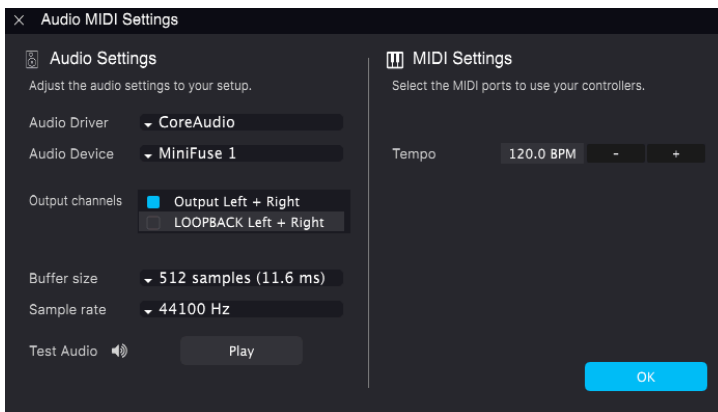 Audio MIDI Settings
Audio Settings
Adjust the audio settings to your setup.
Audio Driver CoreAudio
Audio Device MiniFuse 1
Output channels Output Left + Right
LOOPBACK Left + Right
Buffer size 512 samples (11.6 ms)
Sample rate 44100 Hz
Test Audio Play
MIDI Settings
Select the MIDI ports to use your controllers.
Tempo 120.0 BPM - +
OK